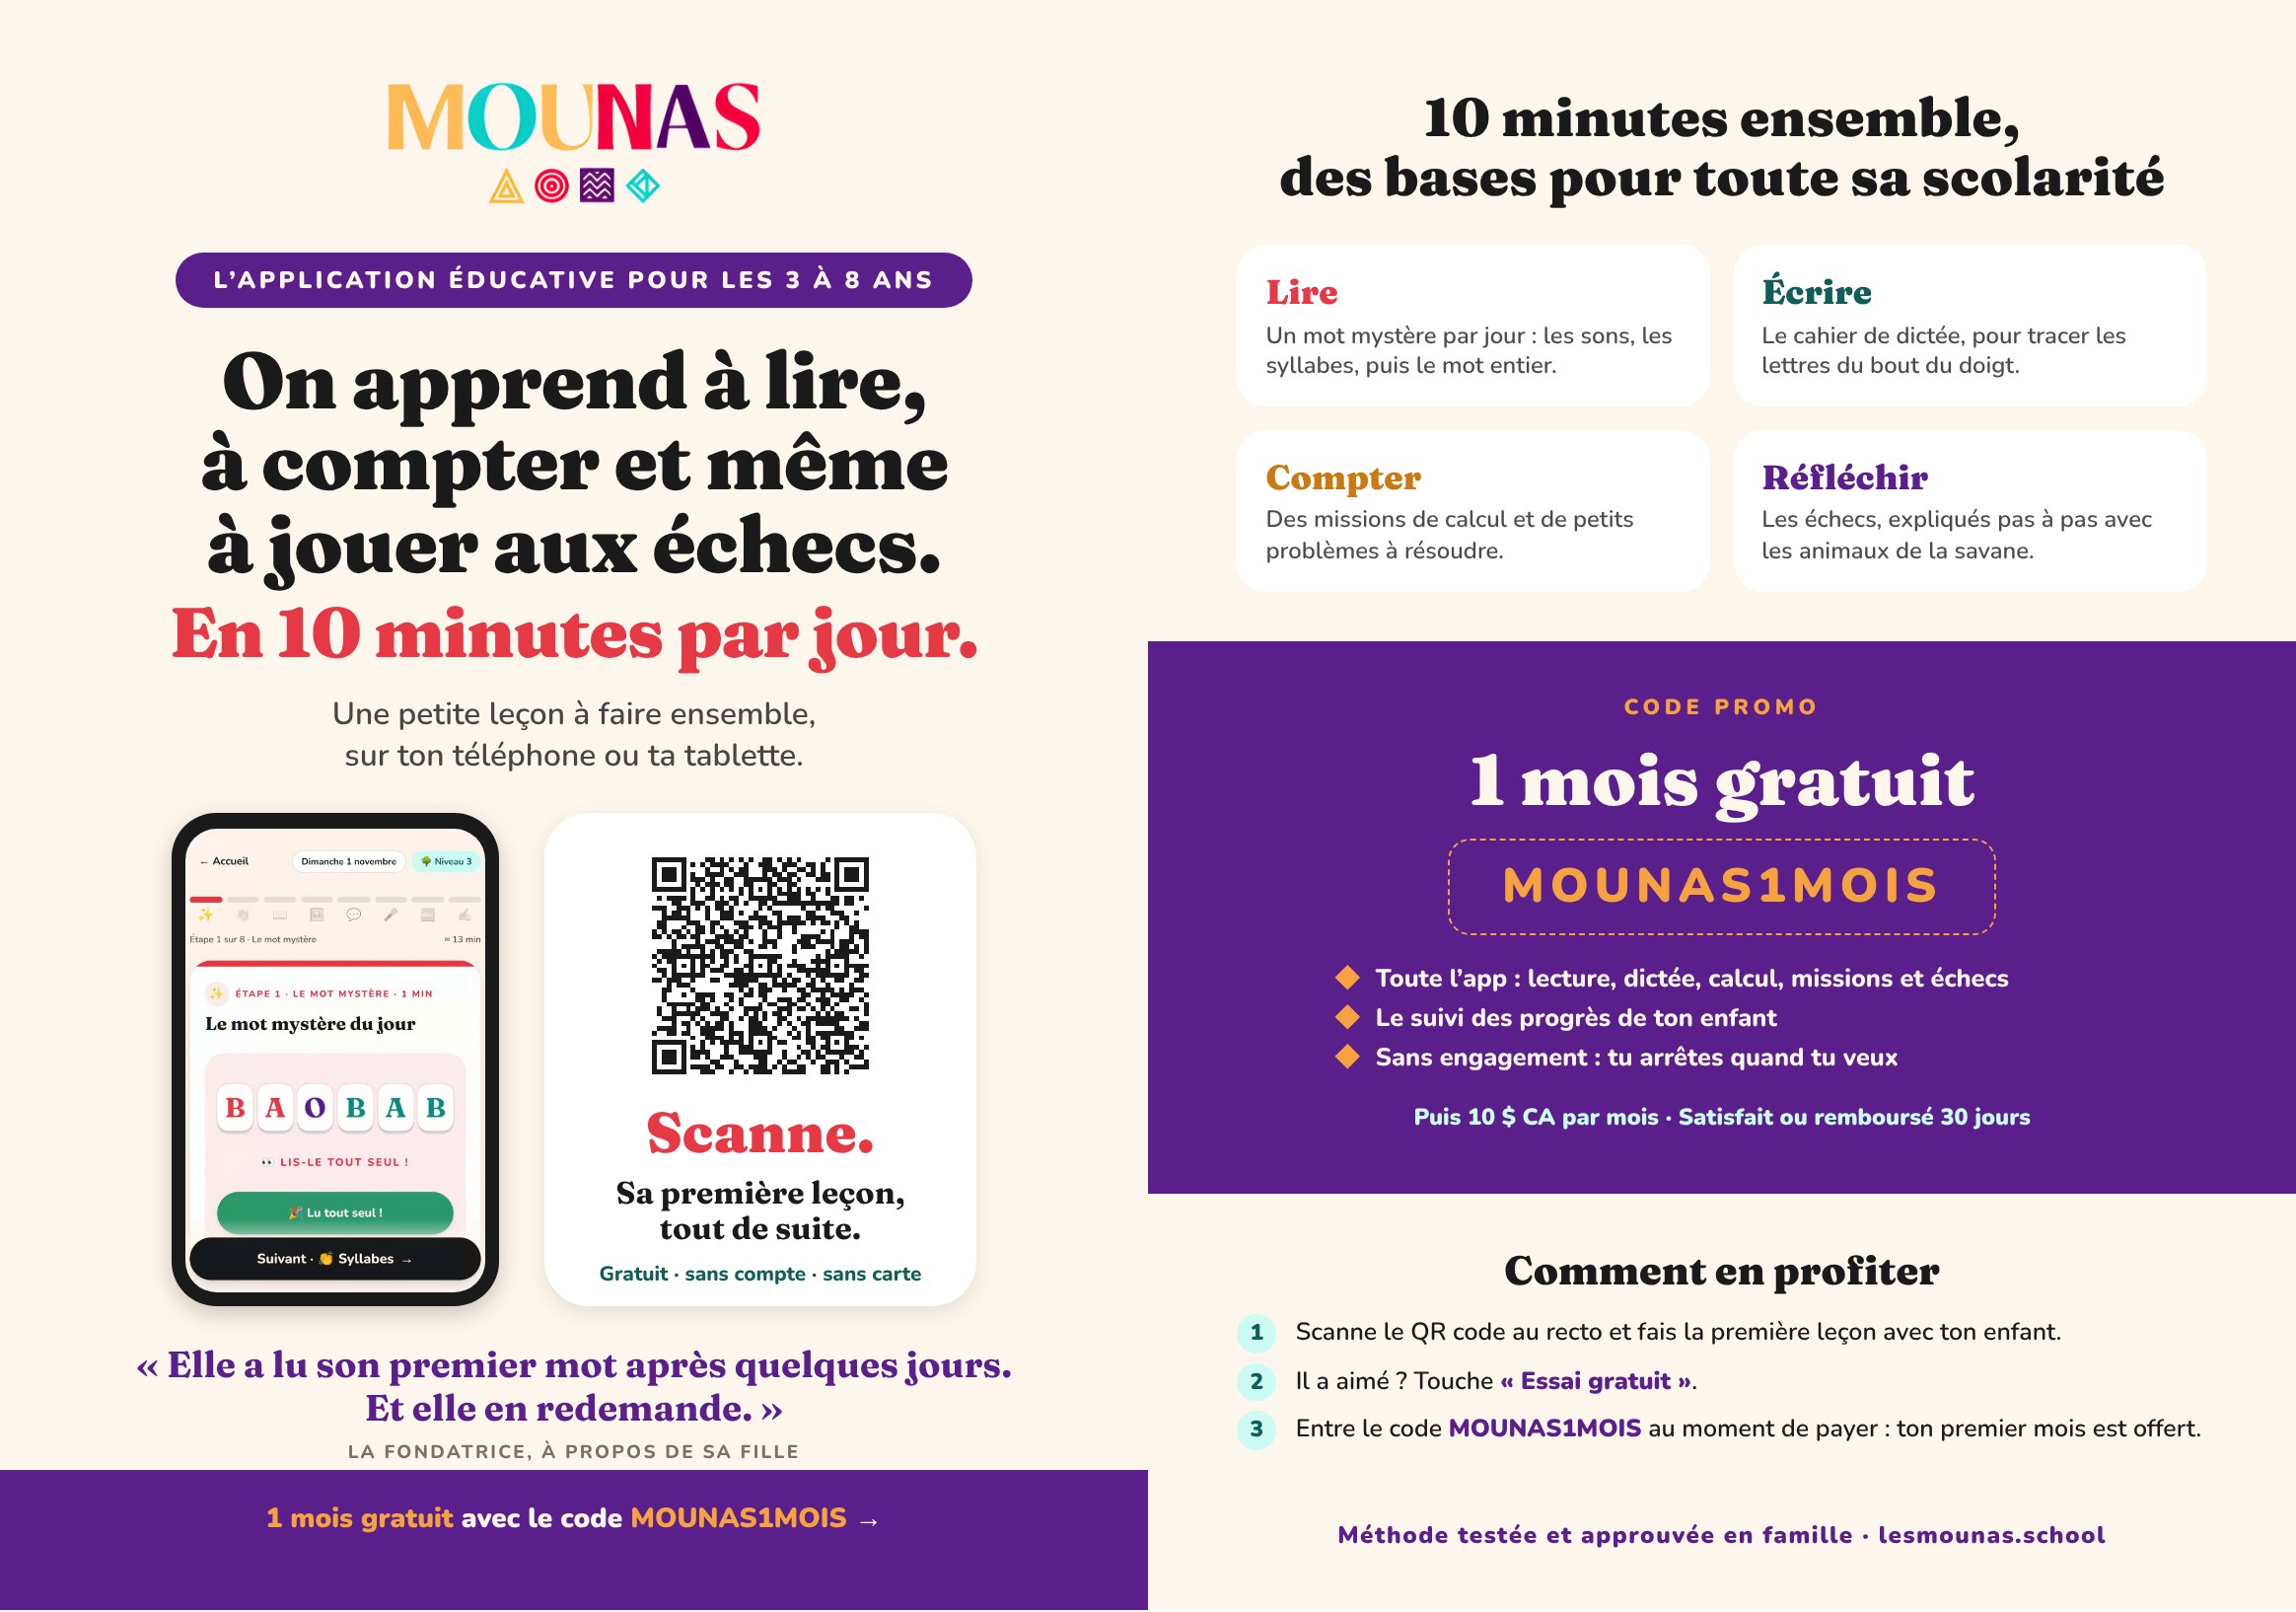 MOUNAS
L’APPLICATION ÉDUCATIVE POUR LES 3 À 8 ANS
On apprend à lire,
à compter et même
à jouer aux échecs.
En 10 minutes par jour.
Une petite leçon à faire ensemble,
sur ton téléphone ou ta tablette.
← Accueil
Dimanche 1 novembre
Niveau 3
Étape 1 sur 8 · Le mot mystère
≈ 13 min
ÉTAPE 1 · LE MOT MYSTÈRE · 1 MIN
Le mot mystère du jour
B A O B A B
LIS-LE TOUT SEUL !
Lu tout seul !
Suivant · Syllabes →
Scanne.
Sa première leçon,
tout de suite.
Gratuit · sans compte · sans carte
« Elle a lu son premier mot après quelques jours.
Et elle en redemande. »
LA FONDATRICE, À PROPOS DE SA FILLE
1 mois gratuit avec le code MOUNAS1MOIS →
10 minutes ensemble,
des bases pour toute sa scolarité
Lire
Un mot mystère par jour : les sons, les
syllabes, puis le mot entier.
Écrire
Le cahier de dictée, pour tracer les
lettres du bout du doigt.
Compter
Des missions de calcul et de petits
problèmes à résoudre.
Réfléchir
Les échecs, expliqués pas à pas avec
les animaux de la savane.
CODE PROMO
1 mois gratuit
MOUNAS1MOIS
Toute l’app : lecture, dictée, calcul, missions et échecs
Le suivi des progrès de ton enfant
Sans engagement : tu arrêtes quand tu veux
Puis 10 $ CA par mois · Satisfait ou remboursé 30 jours
Comment en profiter
1 Scanne le QR code au recto et fais la première leçon avec ton enfant.
2 Il a aimé ? Touche « Essai gratuit ».
3 Entre le code MOUNAS1MOIS au moment de payer : ton premier mois est offert.
Méthode testée et approuvée en famille · lesmounas.school